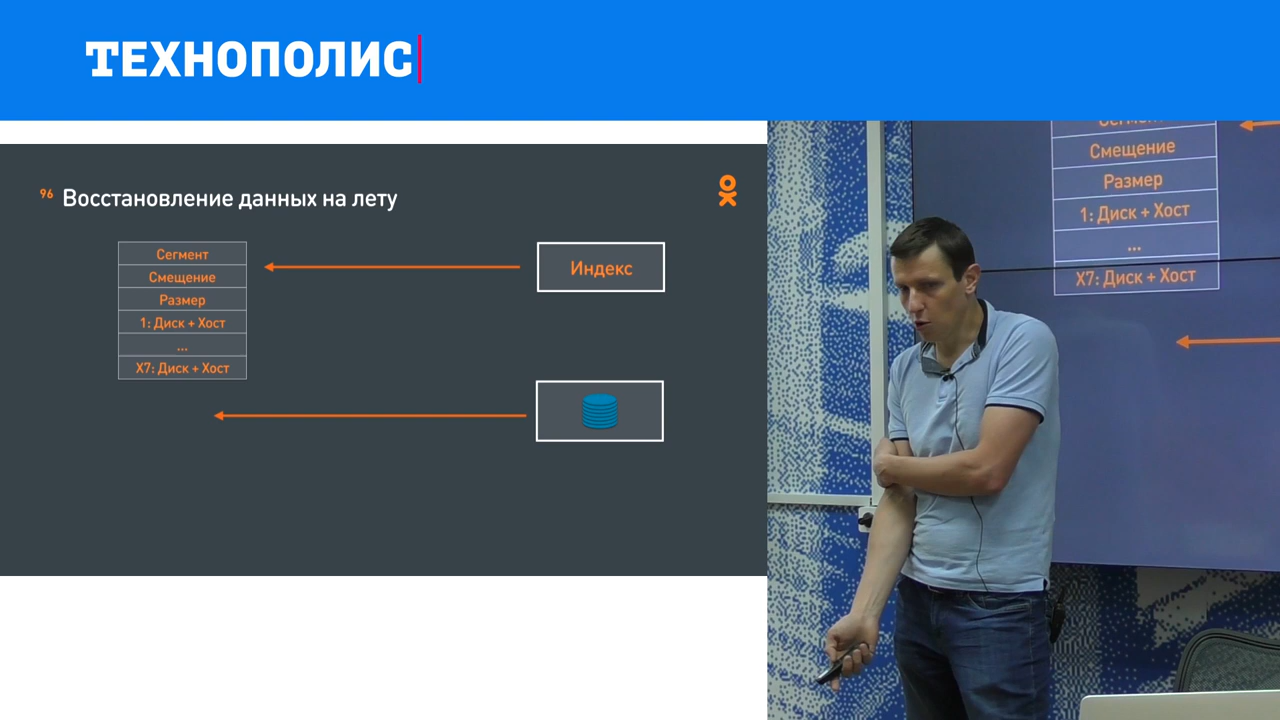 ТЕХНОПОЛИС
96 Восстановление данных на лету
Сегмент
Смещение
Размер
1: Диск + Хост
...
X7: Диск + Хост
Индекс
Сегмент
Смещение
Размер
1: Диск + Хост
...
X7: Диск + Хост